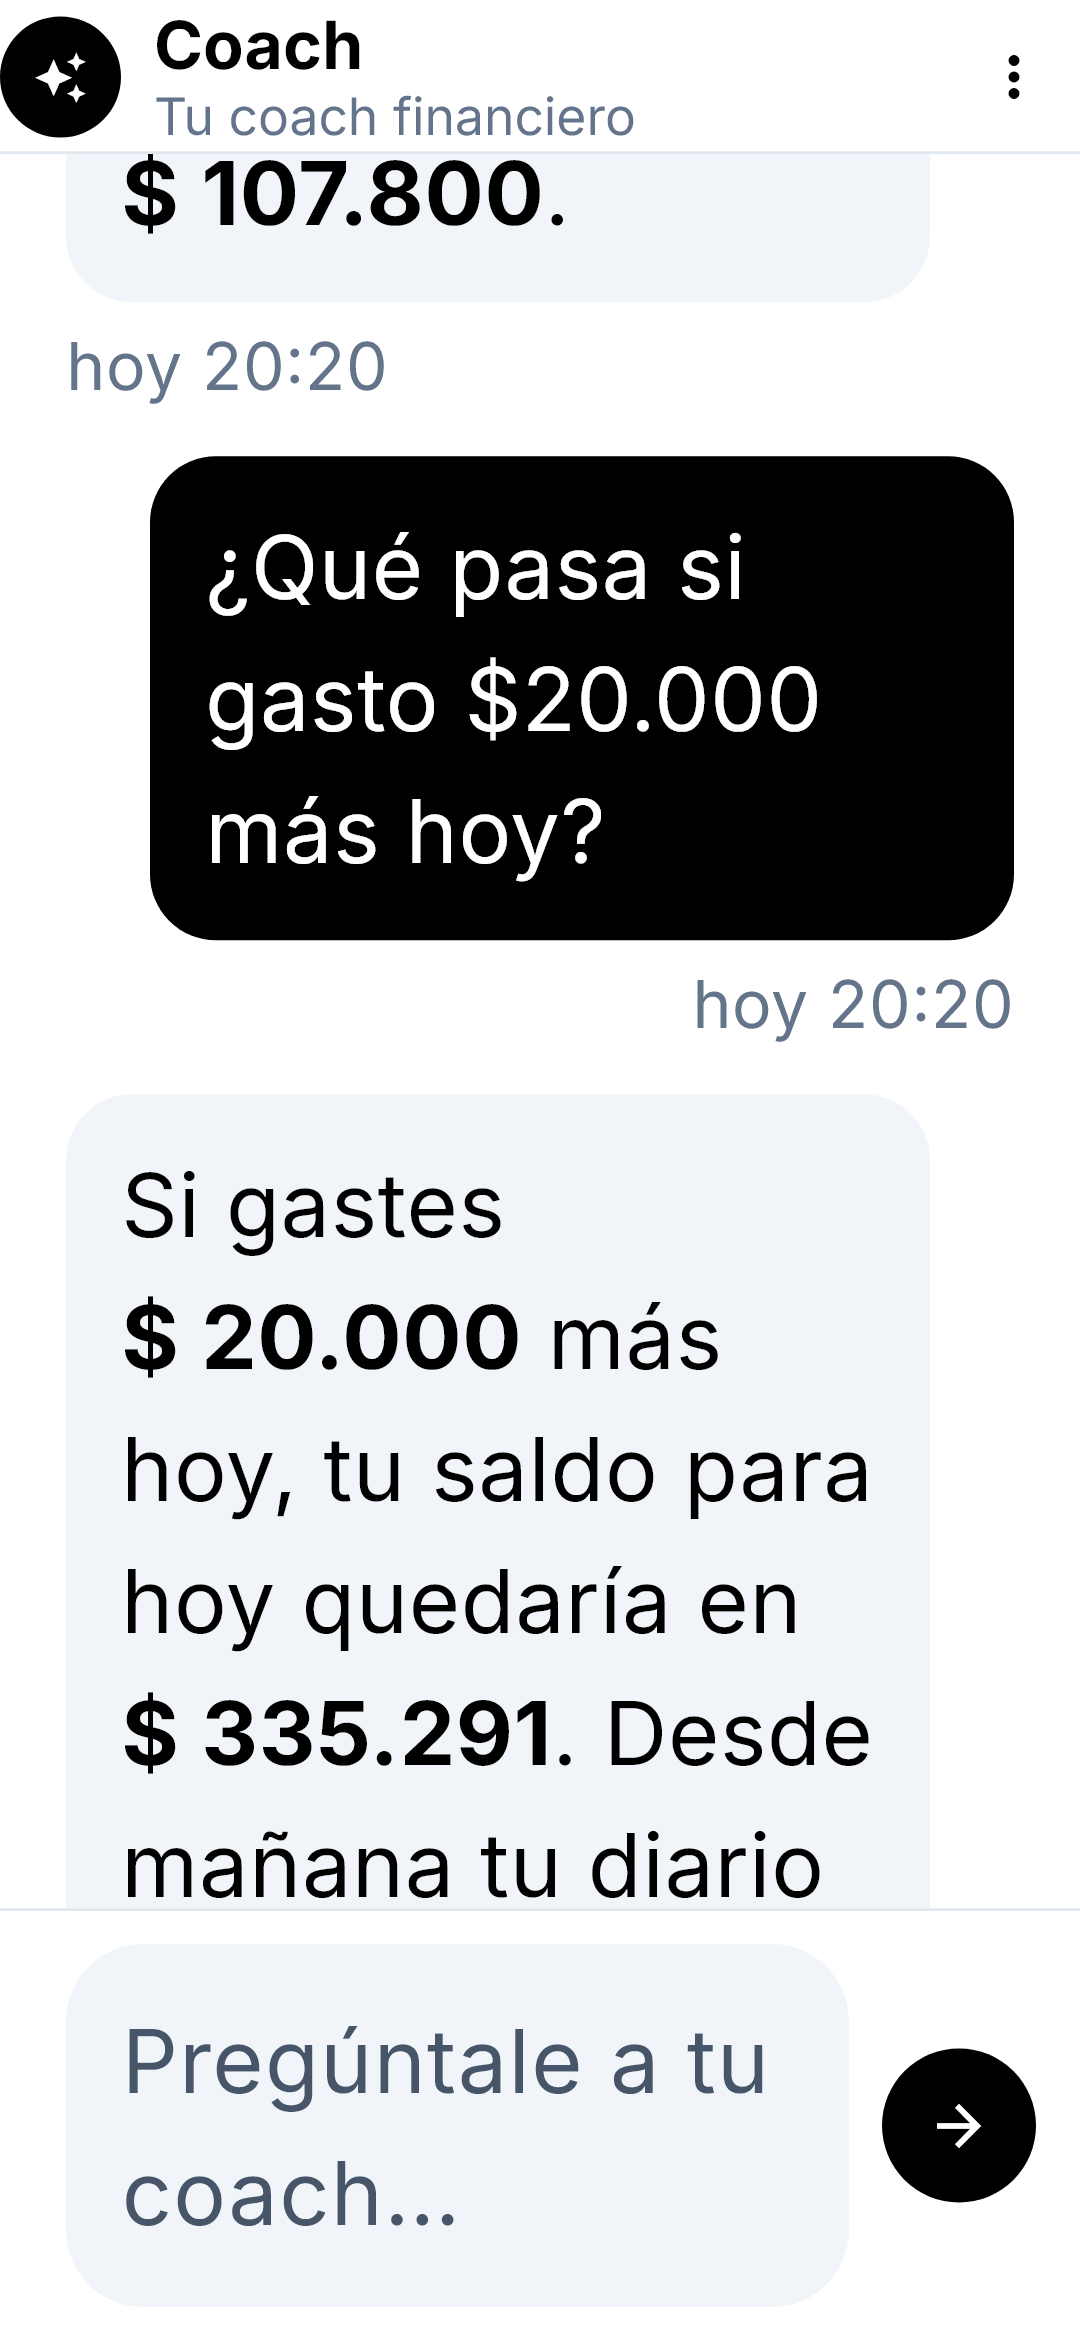 Coach
Tu coach financiero
$ 107.800.
hoy 20:20
¿Qué pasa si
gasto $20.000
más hoy?
hoy 20:20
Si gastes
$ 20.000 más
hoy, tu saldo para
hoy quedaría en
$ 335.291. Desde
mañana tu diario
Pregúntale a tu
coach...